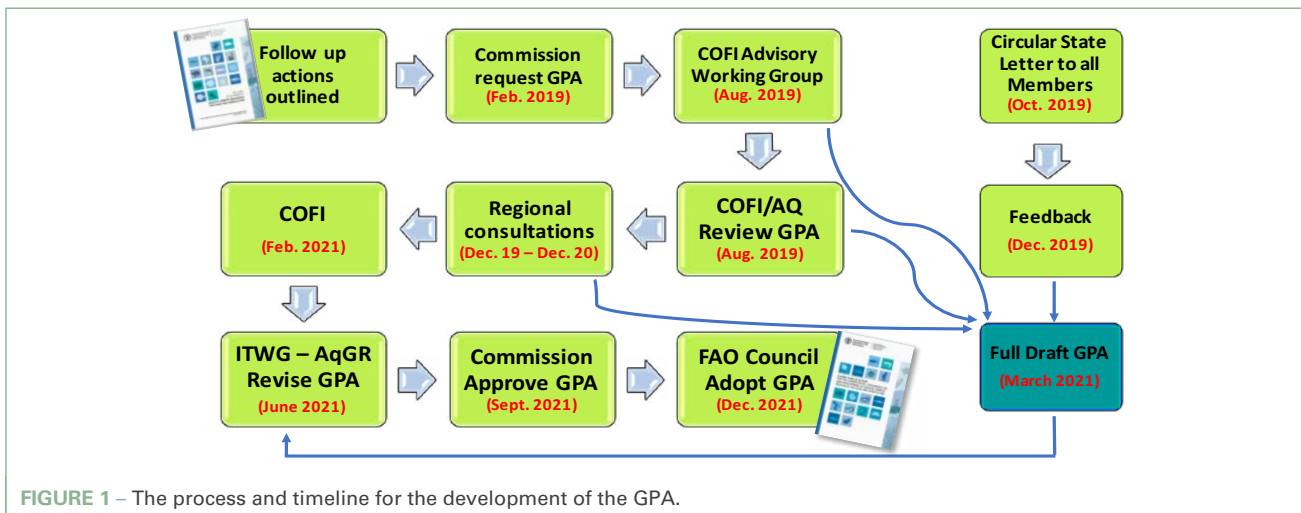 Follow up
actions
outlined
Commission
request GPA
(Feb. 2019)
COFI Advisory
Working Group
(Aug. 2019)
Circular State
Letter to all
Members
(Oct. 2019)
COFI
(Feb. 2021)
Regional
consultations
(Dec. 19 – Dec. 20)
COFI/AQ
Review GPA
(Aug. 2019)
Feedback
(Dec. 2019)
ITWG – AqGR
Revise GPA
(June 2021)
Commission
Approve GPA
(Sept. 2021)
FAO Council
Adopt GPA
(Dec. 2021)
Full Draft GPA
(March 2021)
FIGURE 1 – The process and timeline for the development of the GPA.